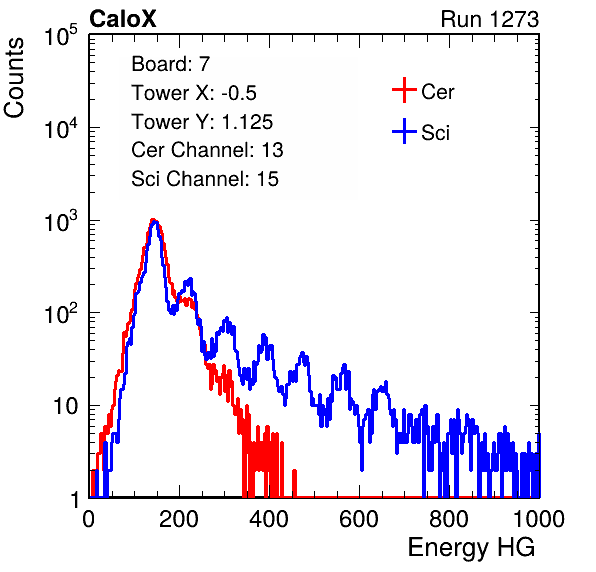 CaloX Run 1273
Counts
Board: 7
Tower X: -0.5
Tower Y: 1.125
Cer Channel: 13
Sci Channel: 15
Cer
Sci
10^5
10^4
10^3
10^2
10
1
0 200 400 600 800 1000
Energy HG